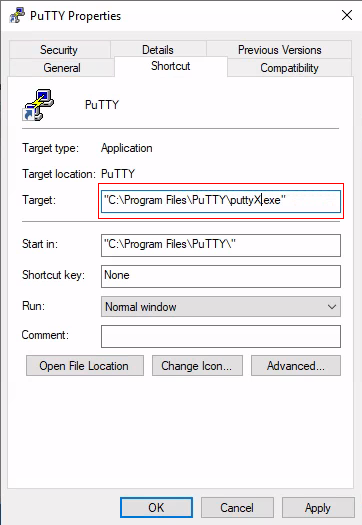 PuTTY Properties
Security Details Previous Versions
General Shortcut Compatibility
PuTTY
Target type: Application
Target location: PuTTY
Target: "C:\Program Files\PuTTY\puttyX.exe"
Start in: "C:\Program Files\PuTTY\"
Shortcut key: None
Run: Normal window
Comment:
Open File Location Change Icon... Advanced...
OK Cancel Apply